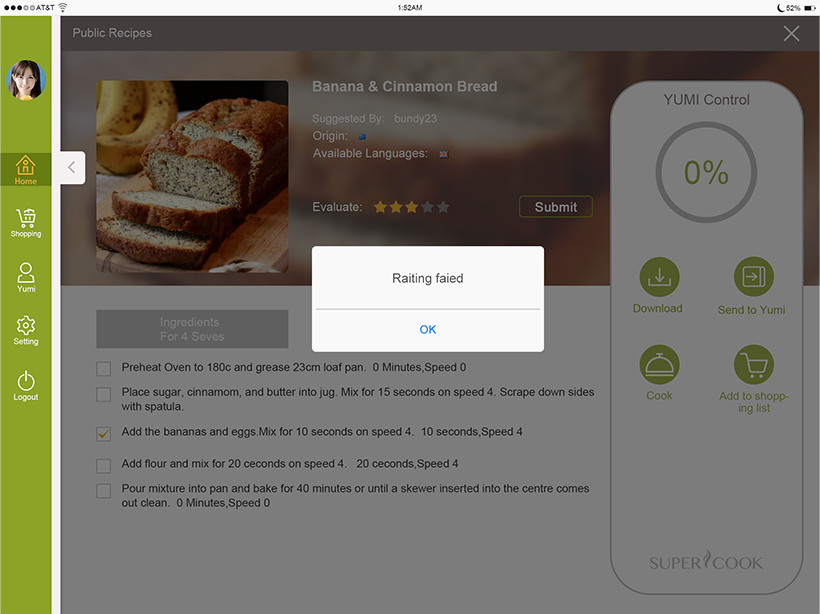 AT&T
1:52AM
52%
Public Recipes
Home
Shopping
Yumi
Setting
Logout
Banana & Cinnamon Bread
Suggested By: bundy23
Origin:
Available Languages:
Evaluate:
Submit
Raiting faied
OK
Ingredients
For 4 Seves
Preheat Oven to 180c and grease 23cm loaf pan. 0 Minutes,Speed 0
Place sugar, cinnamom, and butter into jug. Mix for 15 seconds on speed 4. Scrape down sides
with spatula.
Add the bananas and eggs.Mix for 10 seconds on speed 4. 10 seconds,Speed 4
Add flour and mix for 20 ceconds on speed 4. 20 ceconds,Speed 4
Pour mixture into pan and bake for 40 minutes or until a skewer inserted into the centre comes
out clean. 0 Minutes,Speed 0
YUMI Control
0%
Download
Send to Yumi
Cook
Add to shopp-
ing list
SUPER COOK